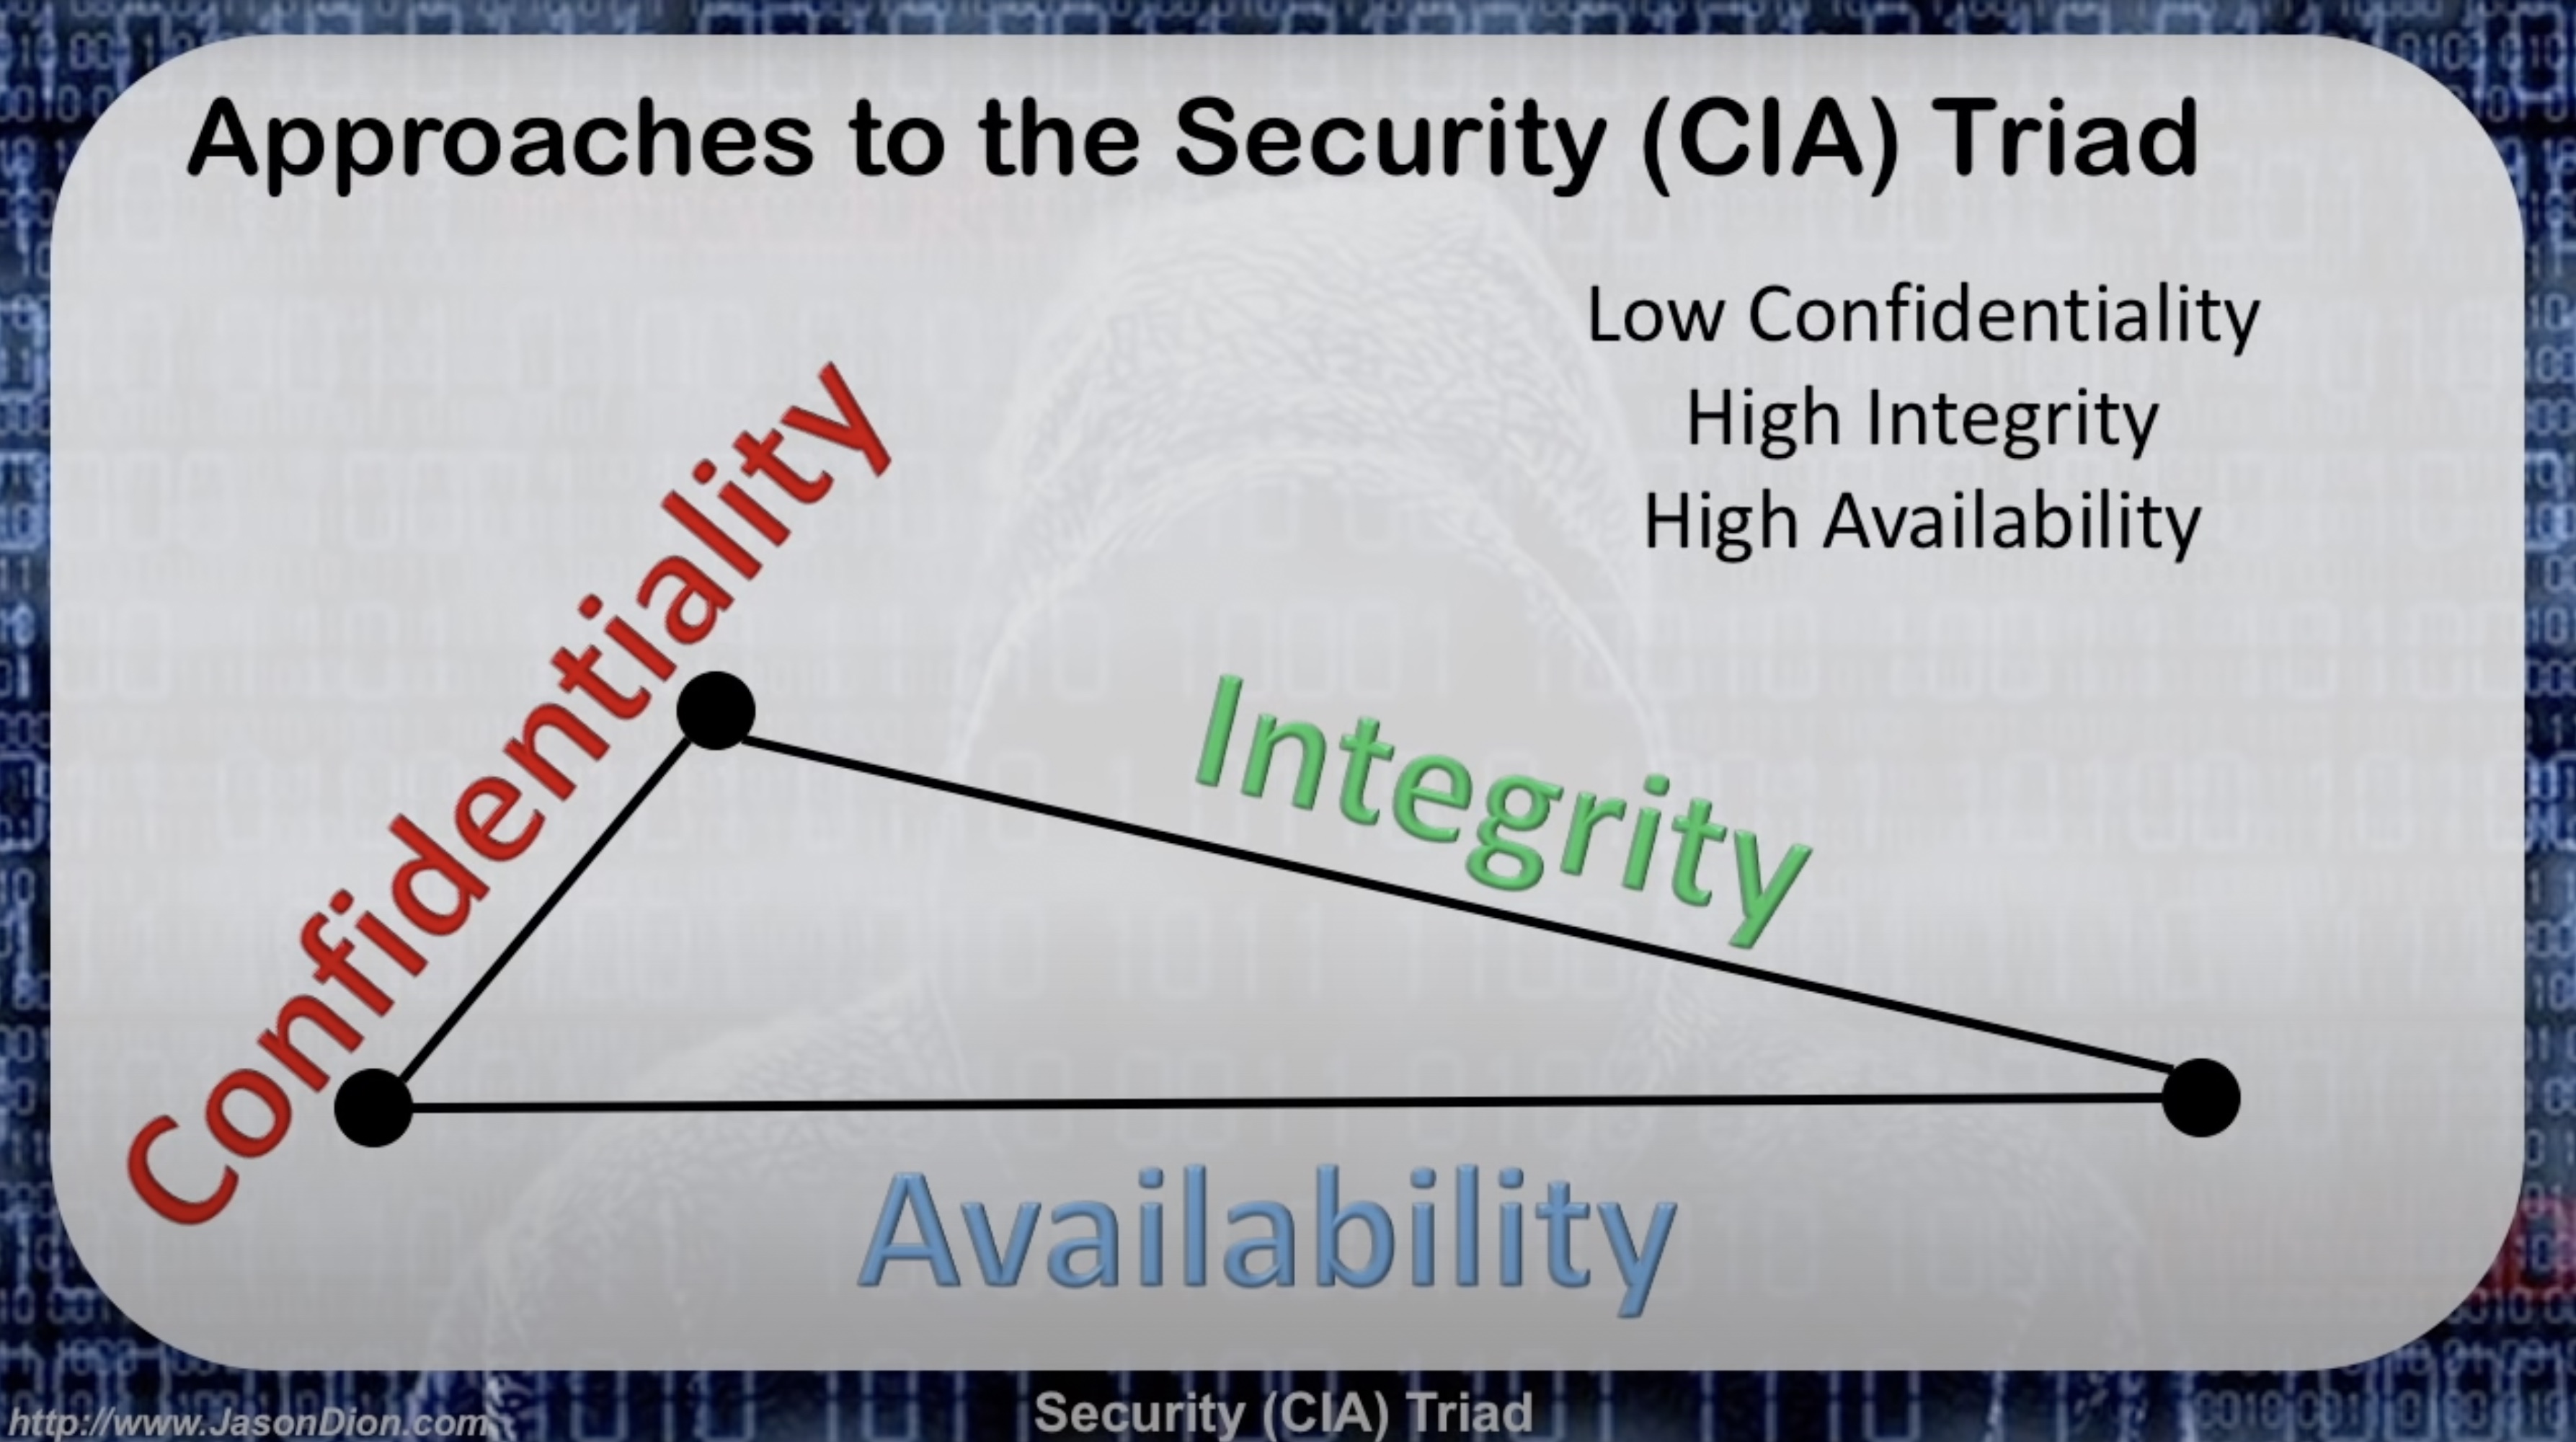 Approaches to the Security (CIA) Triad
Low Confidentiality
High Integrity
High Availability
Confidentiality
Integrity
Availability
http://www.JasonDion.com
Security (CIA) Triad